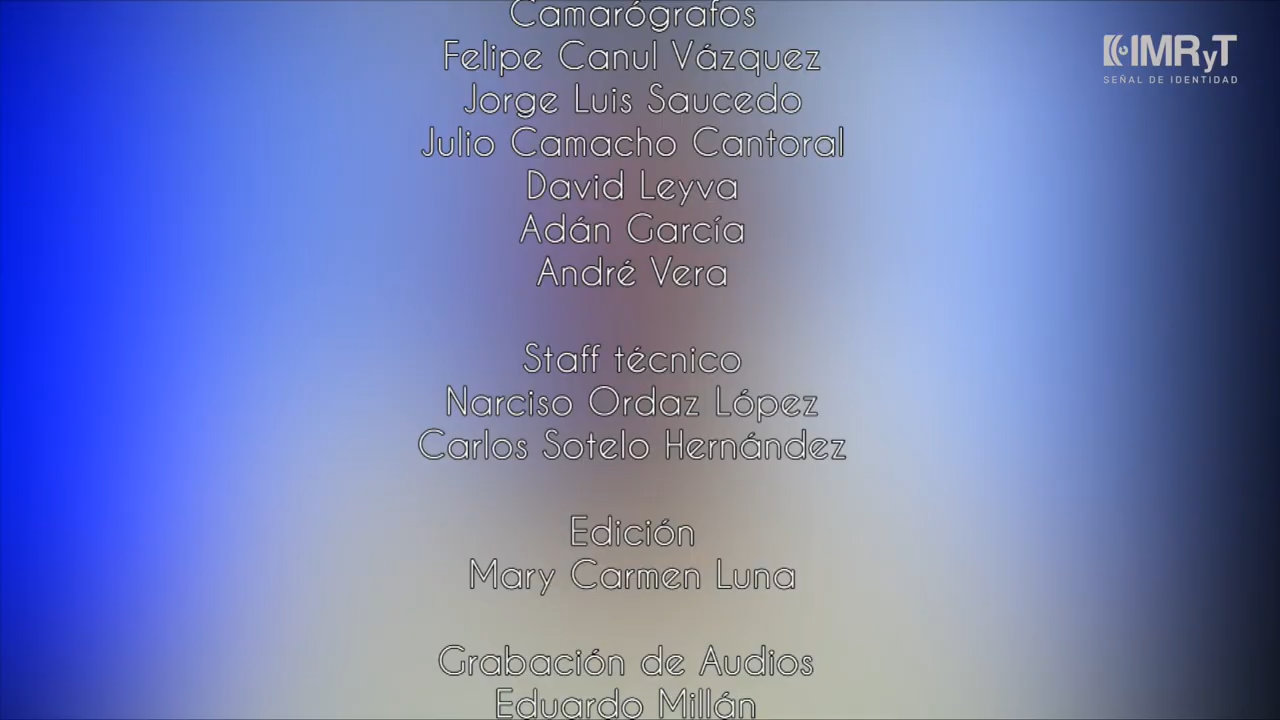 Camarógrafos
Felipe Canul Vázquez
Jorge Luis Saucedo
Julio Camacho Cantoral
David Leyva
Adán García
André Vera
Staff técnico
Narciso Ordaz López
Carlos Sotelo Hernández
Edición
Mary Carmen Luna
Grabación de Audios
Eduardo Millán
IMRyT
SEÑAL DE IDENTIDAD